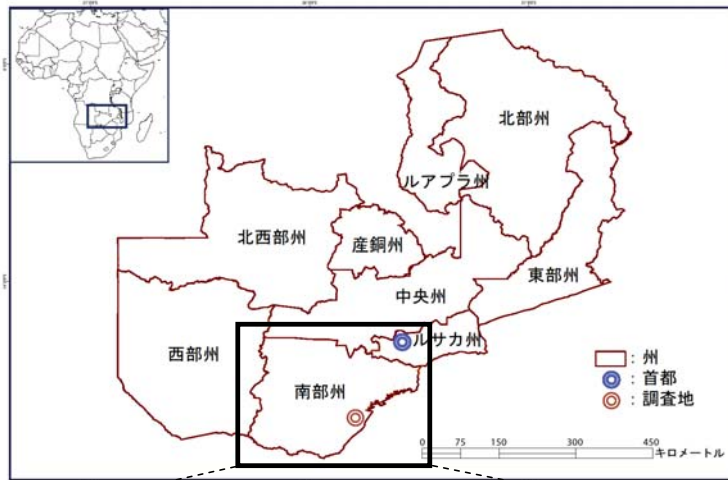 北部州
ルアプラ州
北西部州
産銅州
東部州
中央州
西部州
ルサカ州
南部州
：州
：首都
：調査地
0 75 150 300 450
キロメートル